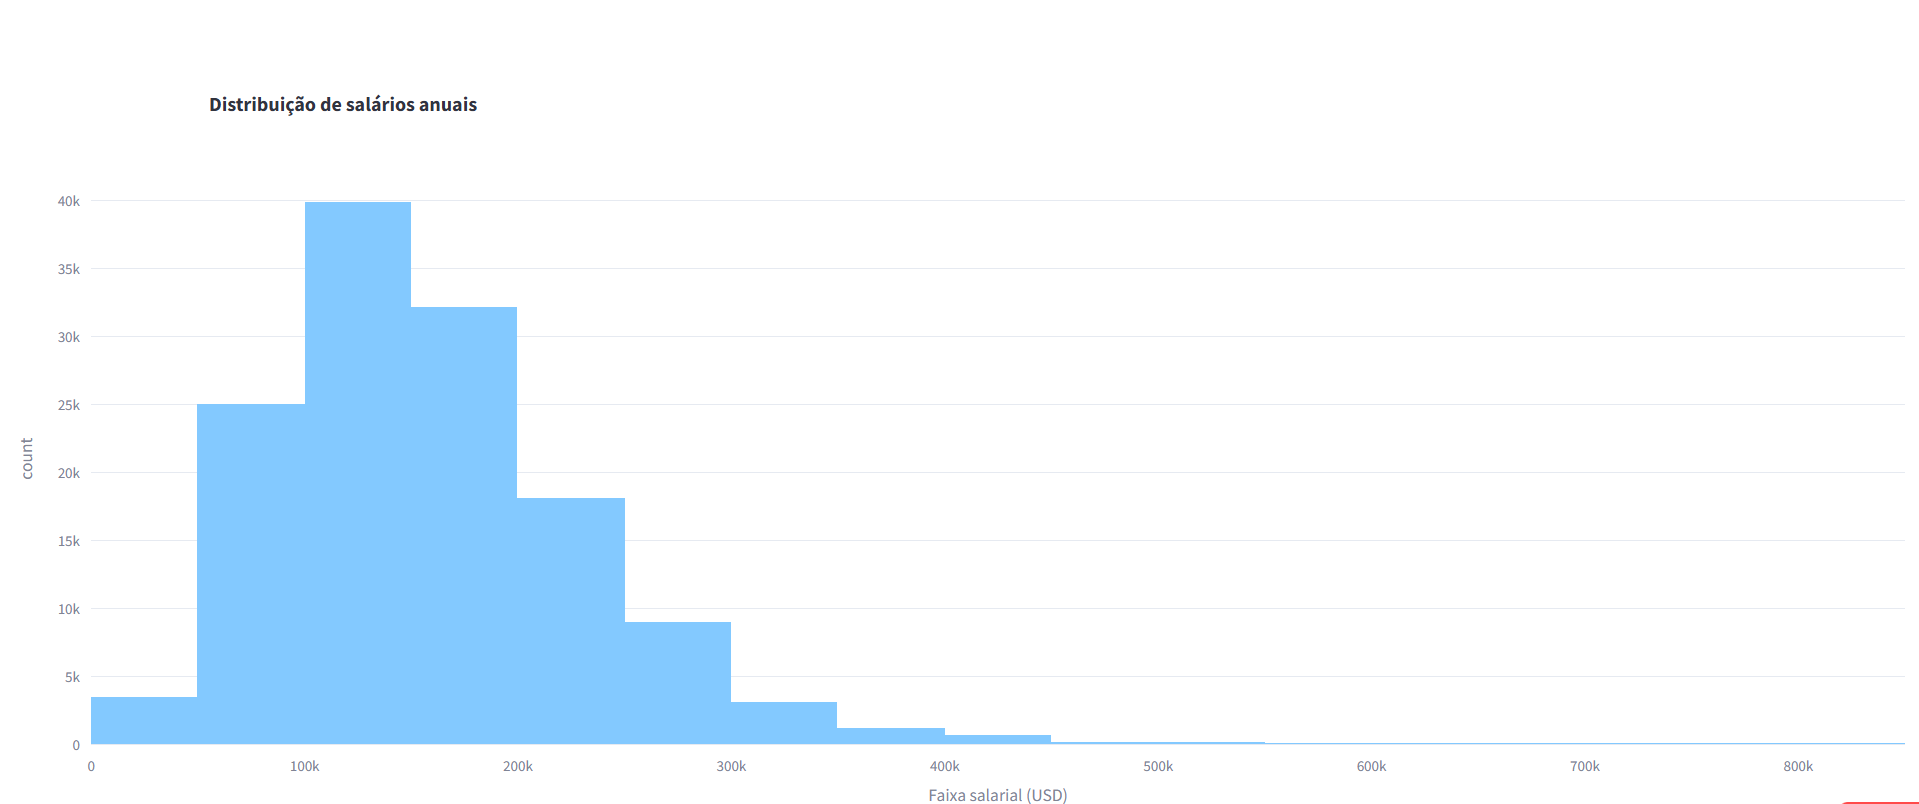 Distribuição de salários anuais
40k
35k
30k
25k
20k
15k
10k
5k
0
count
0 100k 200k 300k 400k 500k 600k 700k 800k
Faixa salarial (USD)